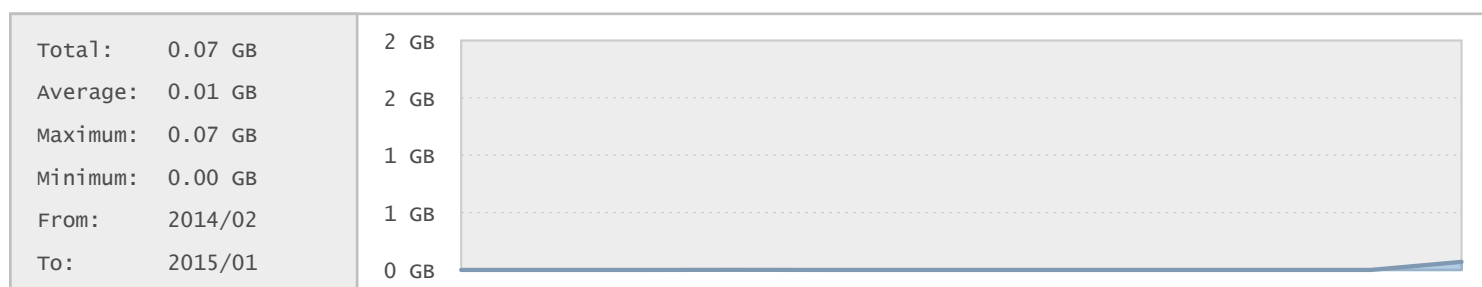 Total: 0.07 GB
Average: 0.01 GB
Maximum: 0.07 GB
Minimum: 0.00 GB
From: 2014/02
To: 2015/01
2 GB
2 GB
1 GB
1 GB
0 GB